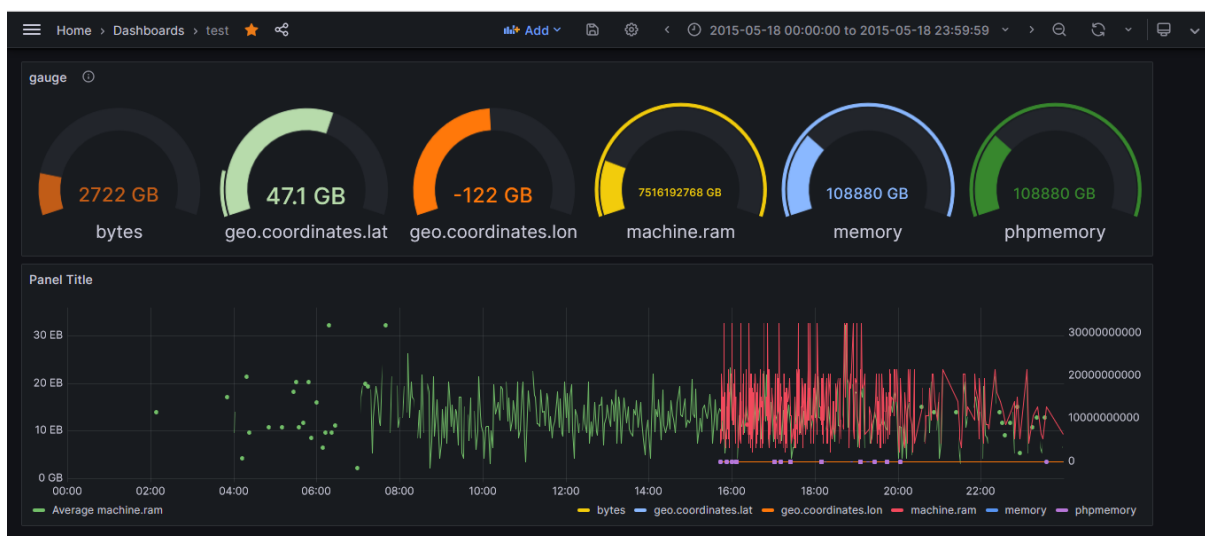 Home › Dashboards › test Add 2015-05-18 00:00:00 to 2015-05-18 23:59:59
gauge
2722 GB 47.1 GB -122 GB 7516192768 GB 108880 GB 108880 GB
bytes geo.coordinates.lat geo.coordinates.lon machine.ram memory phpmemory
Panel Title
30 EB 30000000000
20 EB 20000000000
10 EB 10000000000
0 GB 0
00:00 02:00 04:00 06:00 08:00 10:00 12:00 14:00 16:00 18:00 20:00 22:00
Average machine.ram bytes geo.coordinates.lat geo.coordinates.lon machine.ram memory phpmemory